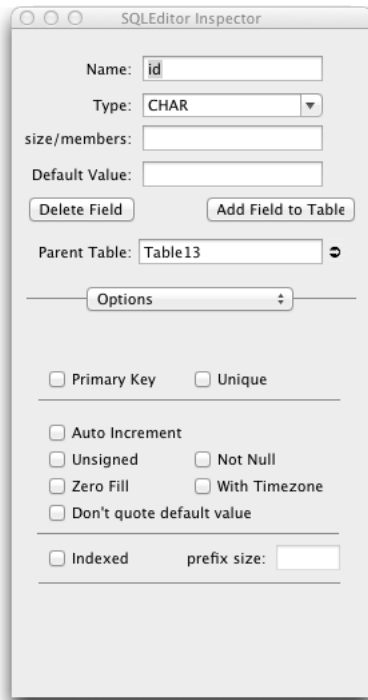 SQLEditor Inspector
Name: id
Type: CHAR
size/members:
Default Value:
Delete Field Add Field to Table
Parent Table: Table13
Options
Primary Key Unique
Auto Increment
Unsigned Not Null
Zero Fill With Timezone
Don't quote default value
Indexed prefix size: